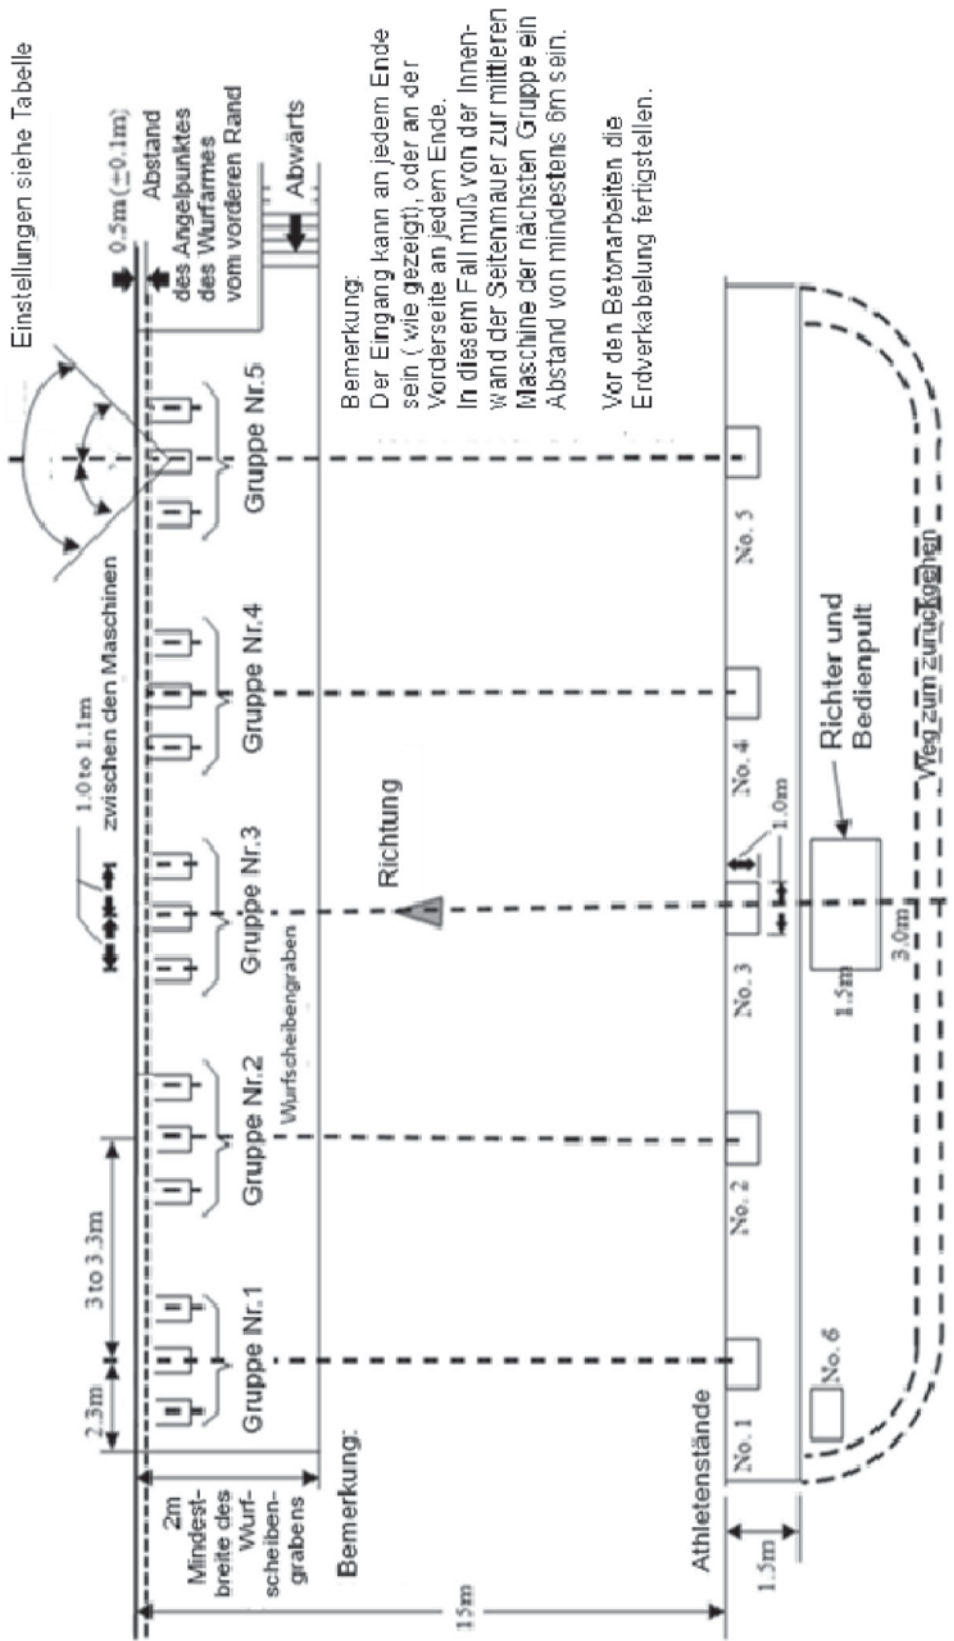 Einstellungen siehe Tabelle
0.5m(±0.1m)
Abstand
des Angelpunktes
des Wurfarmes
vom vorderen Rand
Abwärts
1.0 to 1.1m
zwischen den Maschinen
3 to 3.3m
2.3m
Gruppe Nr.1
Gruppe Nr.2
Gruppe Nr.3
Gruppe Nr.4
Gruppe Nr.5
2m
Mindest-
breite des
Wurf-
scheiben-
grabens
Wurfscheibengraben
Bemerkung:
Bemerkung:
Der Eingang kann an jedem Ende
sein ( wie gezeigt), oder an der
Vorderseite an jedem Ende.
In diesem Fall muß von der Innen-
wand der Seitenmauer zur mittleren
Maschine der nächsten Gruppe ein
Abstand von mindestens 6m sein.
Vor den Betonarbeiten die
Erdverkabelung fertigstellen.
Richtung
15m
Athletenstände
No. 1
No. 2
No. 3
No. 4
No. 5
1.0m
1.5m
No. 6
1.5m
3.0m
Richter und
Bedienpult
Weg zum zurückgehen